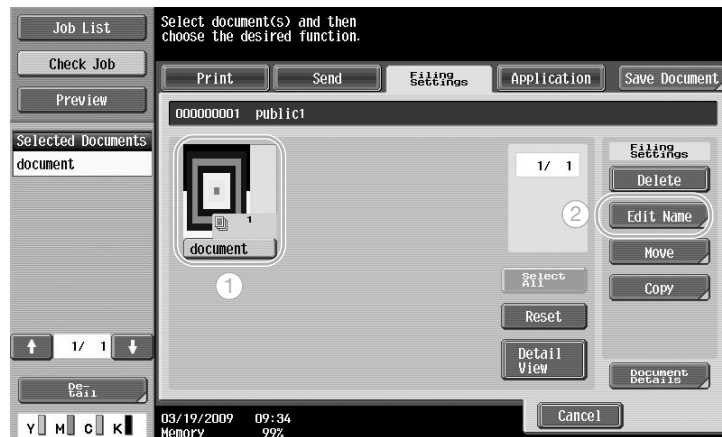 Job List
Check Job
Preview
Selected Documents
document
1/ 1
De-
tail
Y M C K
Select document(s) and then
choose the desired function.
Print
Send
Filing
Settings
Application
Save Document
000000001 public1
1
document
1
1/ 1
Select
All
Reset
Detail
View
Filing
Settings
Delete
2
Edit Name
Move
Copy
Document
Details
Cancel
03/19/2009 09:34
Memory 99%